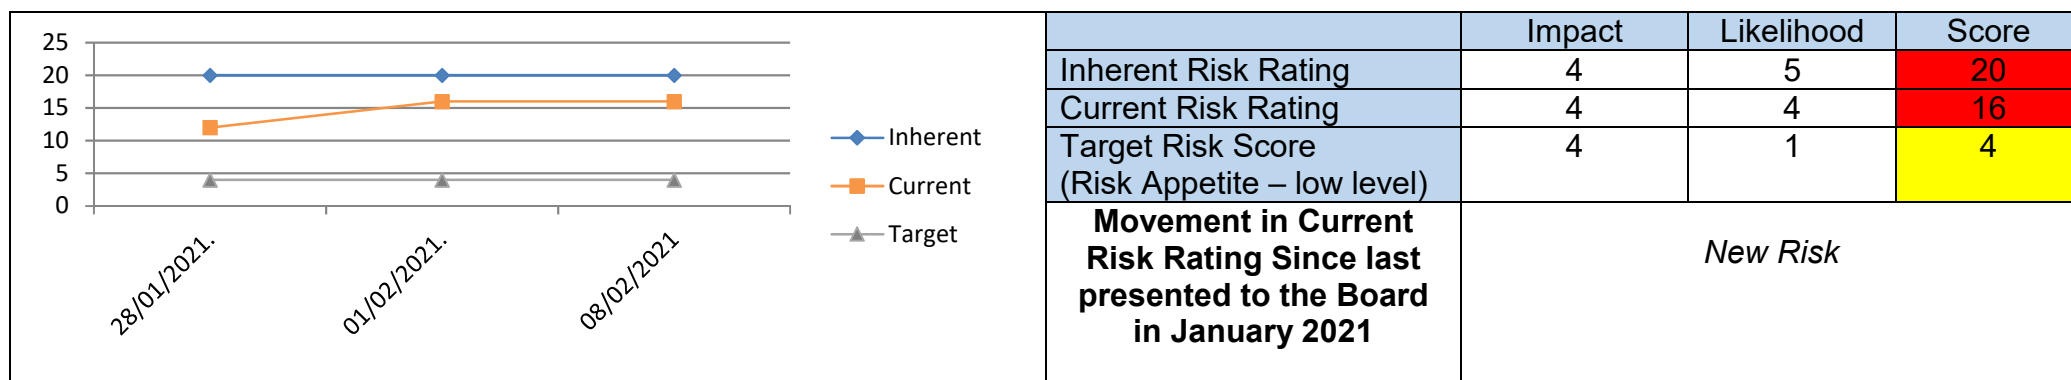 25
20
15
10
5
0
28/01/2021.
01/02/2021.
08/02/2021
Inherent
Current
Target
Impact Likelihood Score
Inherent Risk Rating 4 5 20
Current Risk Rating 4 4 16
Target Risk Score 4 1 4
(Risk Appetite – low level)
Movement in Current
Risk Rating Since last
presented to the Board
in January 2021
New Risk